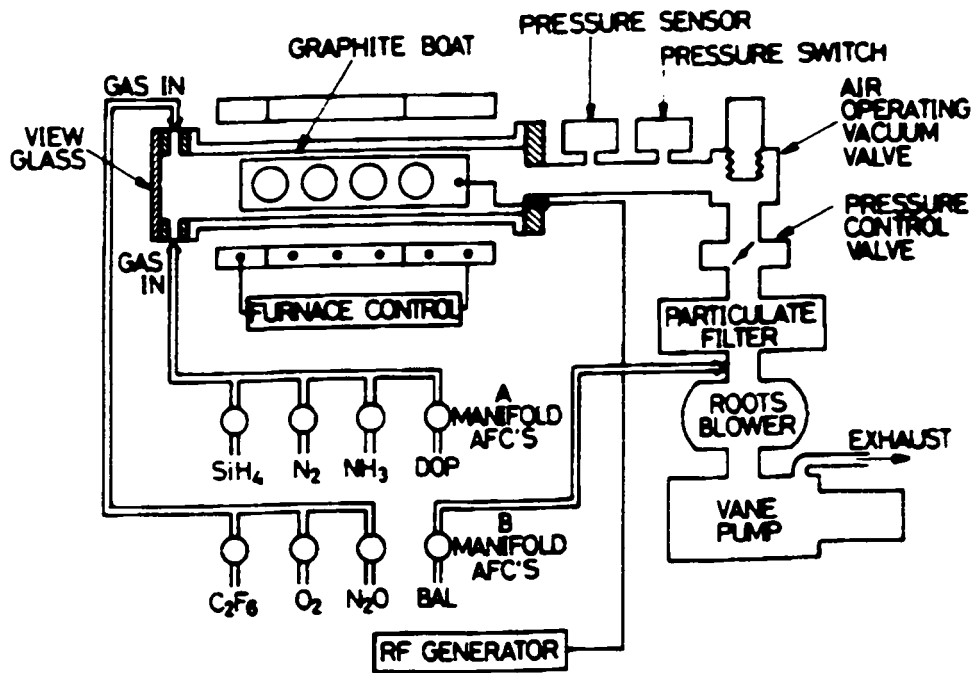 PRESSURE SENSOR
GRAPHITE BOAT
PRESSURE SWITCH
GAS IN
AIR
OPERATING
VACUUM
VALVE
VIEW
GLASS
PRESSURE
CONTROL
VALVE
GAS
IN
FURNACE CONTROL
PARTICULATE
FILTER
A
MANIFOLD
AFC'S
ROOTS
BLOWER
SiH₄ N₂ NH₃ DOP
EXHAUST
VANE
PUMP
B
MANIFOLD
AFC'S
C₂F₆ O₂ N₂O BAL
RF GENERATOR